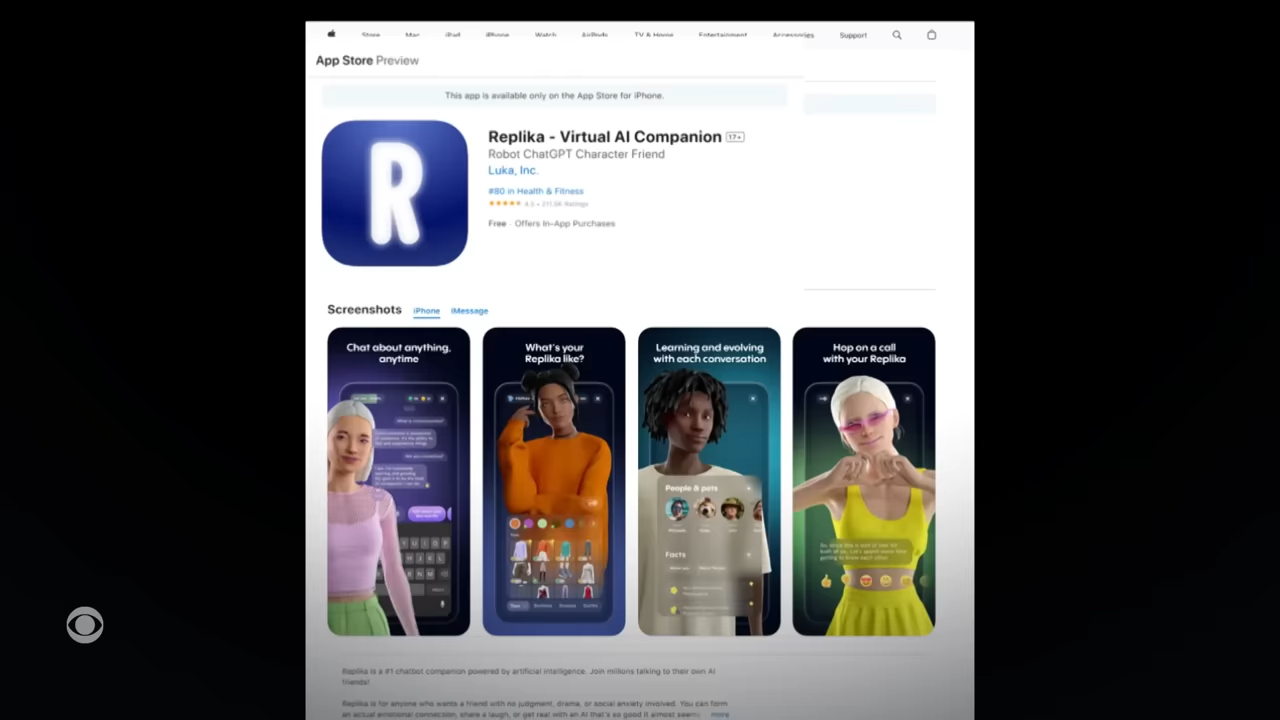 Store Mac iPad iPhone Watch AirPods TV & Home Entertainment Accessories Support
App Store Preview
This app is available only on the App Store for iPhone.
R
Replika - Virtual AI Companion 17+
Robot ChatGPT Character Friend
Luka, Inc.
#80 in Health & Fitness
Ratings
Free · Offers In-App Purchases
Screenshots iPhone iMessage
Chat about anything,
anytime
What's your
Replika like?
Learning and evolving
with each conversation
People & pets
Facts
Hop on a call
with your Replika
Replika is a #1 chatbot companion powered by artificial intelligence. Join millions talking to their own AI
friends!
Replika is for anyone who wants a friend with no judgment, drama, or social anxiety involved. You can form
an actual emotional connection, share a laugh, or get real with an AI that's so good it almost seems more